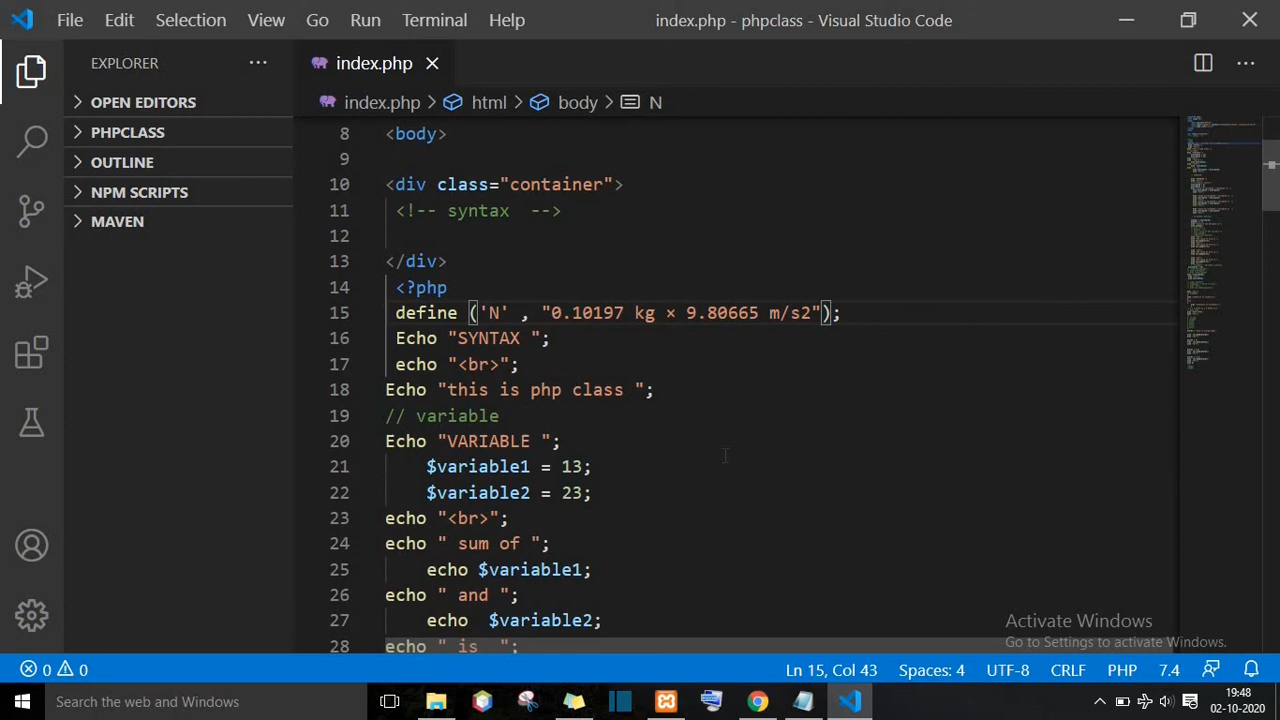 File Edit Selection View Go Run Terminal Help index.php - phpclass - Visual Studio Code
EXPLORER
index.php
OPEN EDITORS
PHPCLASS
OUTLINE
NPM SCRIPTS
MAVEN
index.php > html > body > N
8 <body>
9
10 <div class="container">
11 <!-- syntax -->
12
13 </div>
14 <?php
15 define ('N' , "0.10197 kg × 9.80665 m/s2");
16 Echo "SYNTAX ";
17 echo "<br>";
18 Echo "this is php class ";
19 // variable
20 Echo "VARIABLE ";
21 $variable1 = 13;
22 $variable2 = 23;
23 echo "<br>";
24 echo " sum of ";
25 echo $variable1;
26 echo " and ";
27 echo $variable2;
28 echo " is ";
Activate Windows
Go to Settings to activate Windows.
0 0 Ln 15, Col 43 Spaces: 4 UTF-8 CRLF PHP 7.4
Search the web and Windows
19:48
02-10-2020